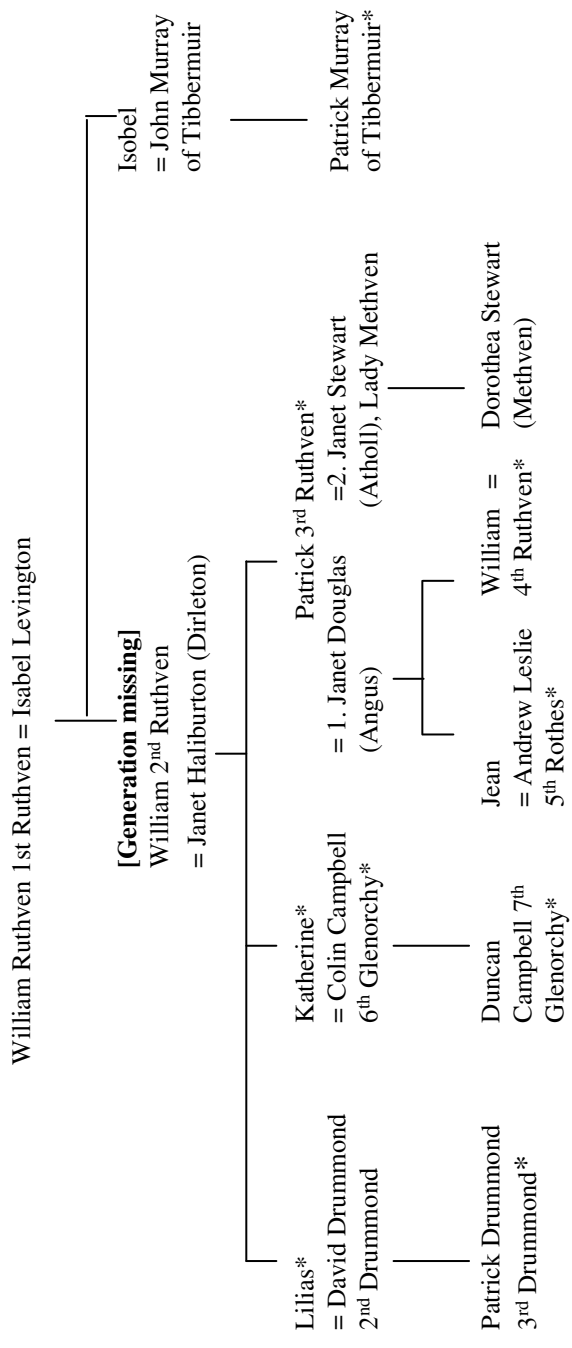 William Ruthven 1st Ruthven = Isabel Levington
[Generation missing]
William 2nd Ruthven
= Janet Haliburton (Dirleton)
Isobel
= John Murray
of Tibbermuir
Lilias*
= David Drummond
2nd Drummond
Katherine*
= Colin Campbell
6th Glenorchy*
Patrick 3rd Ruthven*
= 1. Janet Douglas
(Angus)
=2. Janet Stewart
(Atholl), Lady Methven
Patrick Murray
of Tibbermuir*
Patrick Drummond
3rd Drummond*
Duncan
Campbell 7th
Glenorchy*
Jean
= Andrew Leslie
5th Rothes*
William =
4th Ruthven*
Dorothea Stewart
(Methven)